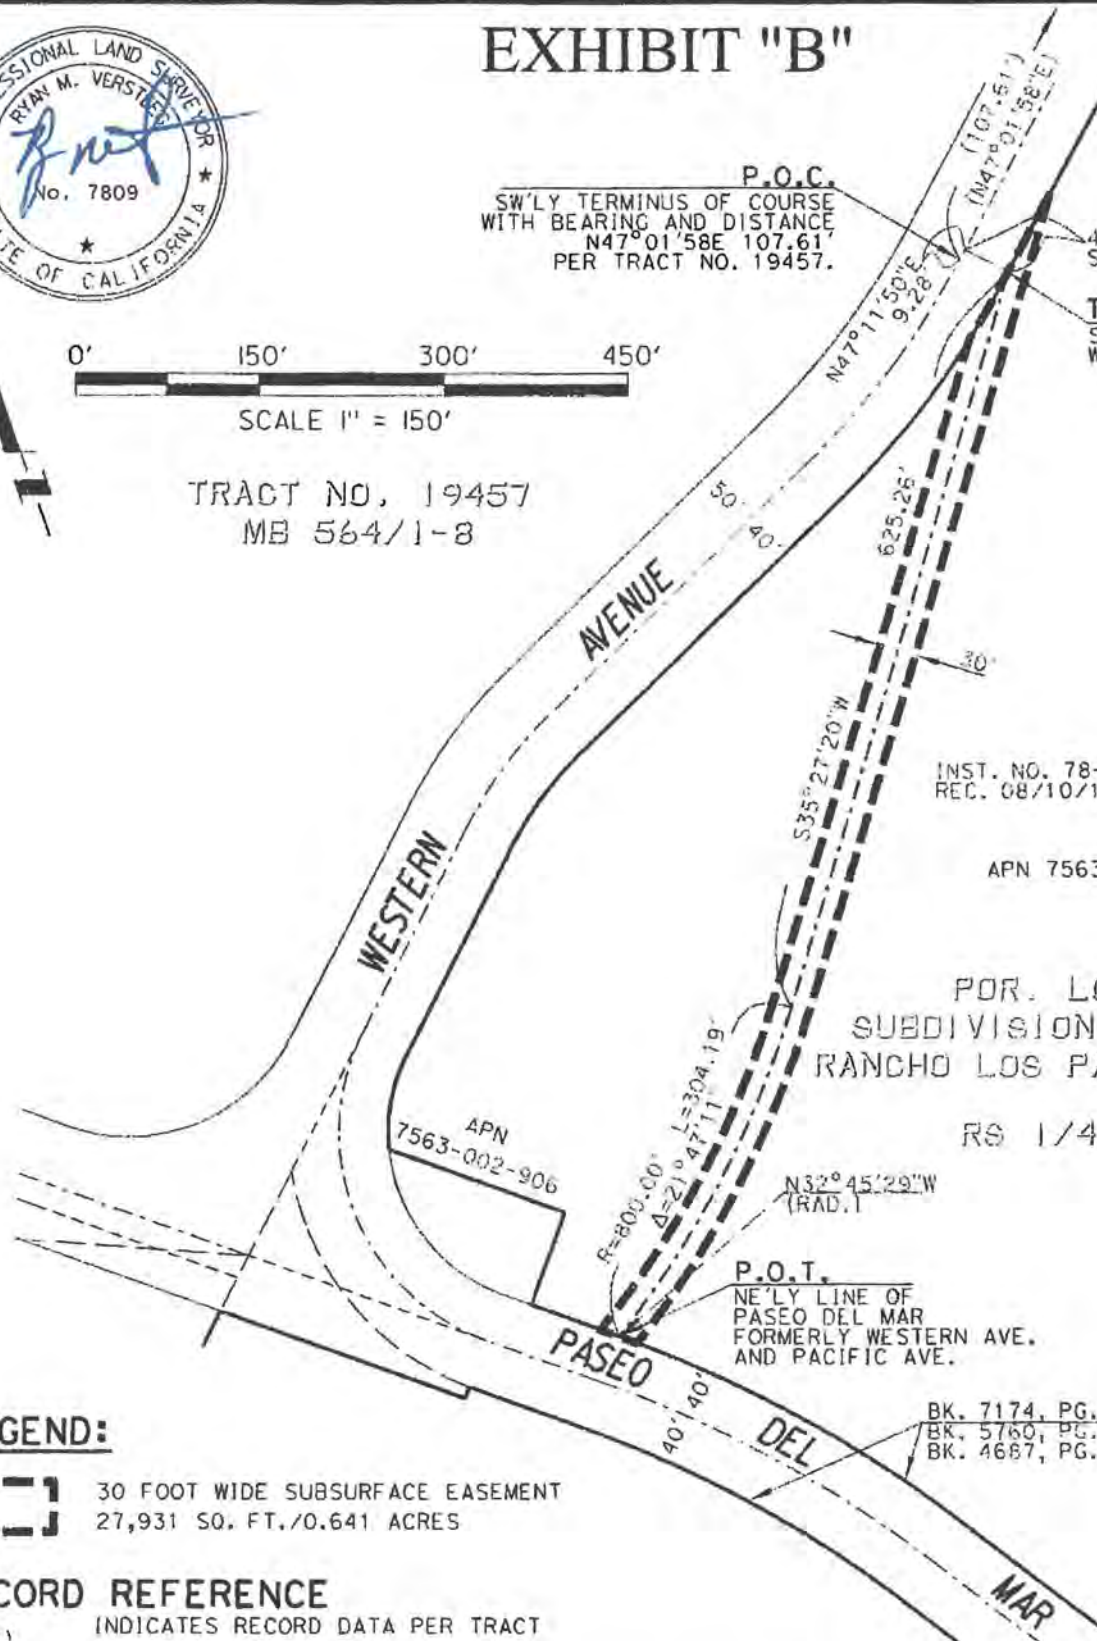 EXHIBIT "B"
ESSIONAL LAND SURVEYOR
RYAN M. VERSTEEG
No. 7809
TE OF CALIFORNIA
(107.61')
(N47°01'58"E)
P.O.C.
SW'LY TERMINUS OF COURSE
WITH BEARING AND DISTANCE
N47°01'58E 107.61'
PER TRACT NO. 19457.
N47°11'50"E
9.28'
0' 150' 300' 450'
SCALE 1" = 150'
TRACT NO. 19457
MB 564/1-8
50'
40'
AVENUE
WESTERN
625.26'
30'
S35°27'20"W
INST. NO. 78-
REC. 08/10/1
APN 7563
POR. LO
SUBDIVISION
RANCHO LOS PA
RS 1/4
APN
7563-002-906
R=800.00'
L=304.19'
Δ=21°47'11"
N32°45'29"W
(RAD.)
P.O.T.
NE'LY LINE OF
PASEO DEL MAR
FORMERLY WESTERN AVE.
AND PACIFIC AVE.
PASEO
DEL
MAR
40' 40'
BK. 7174, PG.
BK. 5760, PG.
BK. 4687, PG.
GEND:
30 FOOT WIDE SUBSURFACE EASEMENT
27,931 SQ. FT./0.641 ACRES
CORD REFERENCE
INDICATES RECORD DATA PER TRACT